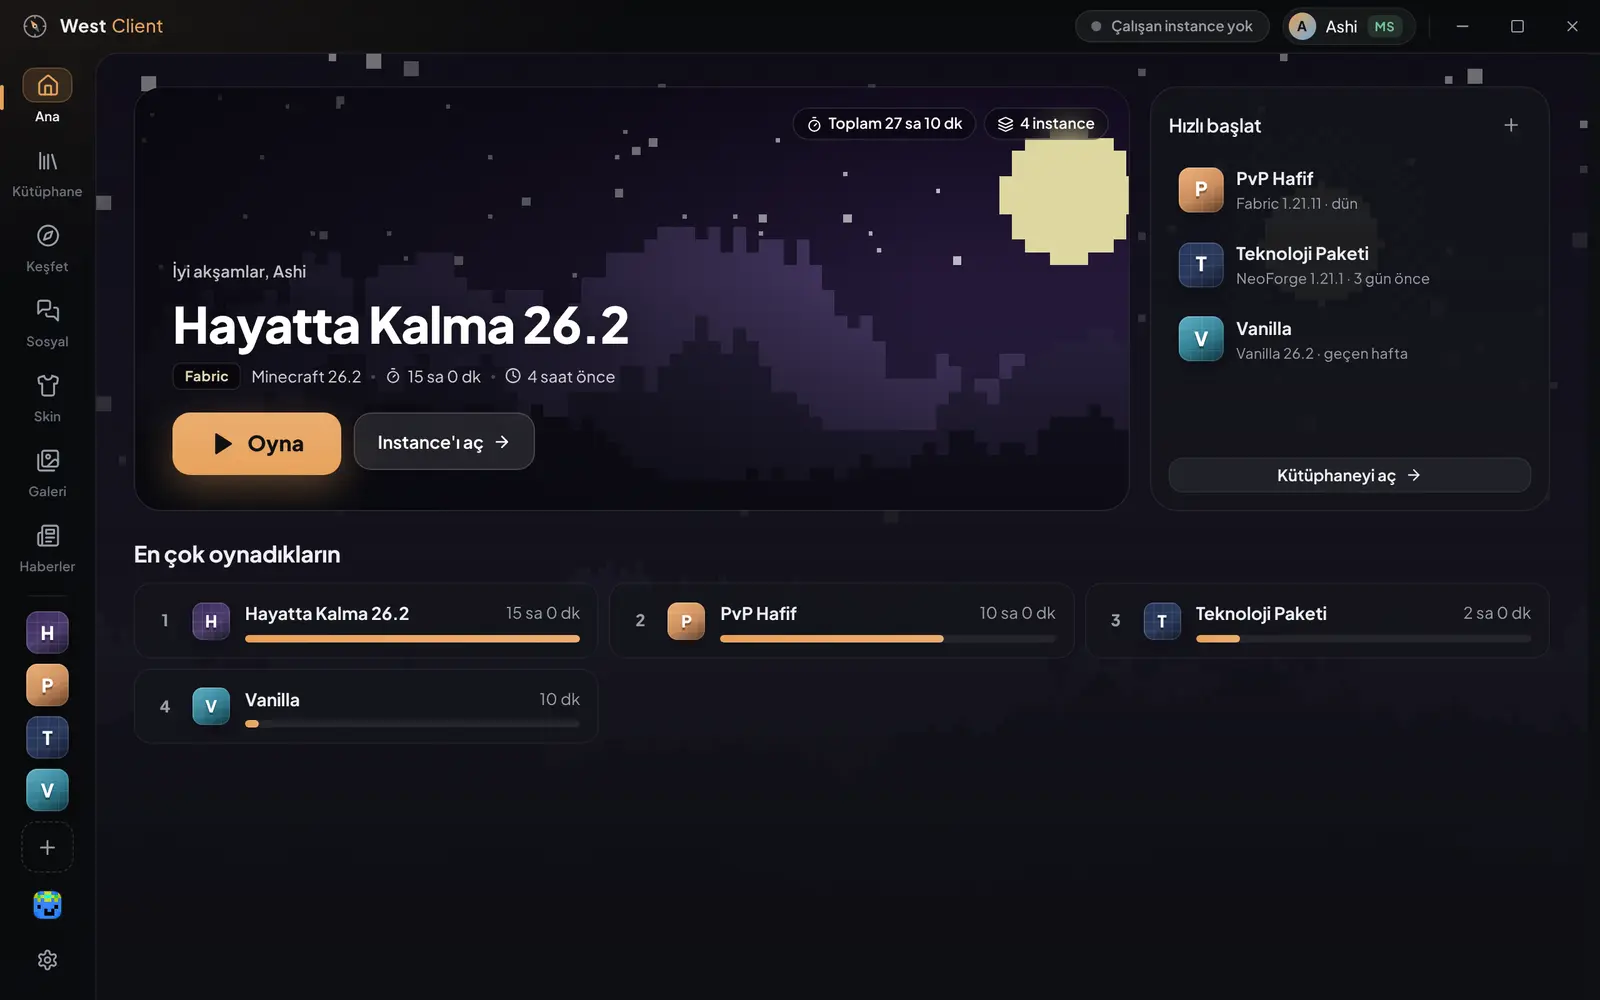 West Client
Çalışan instance yok
A Ashi MS
Ana
Kütüphane
Keşfet
Sosyal
Skin
Galeri
Haberler
H
P
T
V
Toplam 27 sa 10 dk
4 instance
İyi akşamlar, Ashi
Hayatta Kalma 26.2
Fabric Minecraft 26.2 • 15 sa 0 dk • 4 saat önce
Oyna
Instance'ı aç →
Hızlı başlat
P PvP Hafif
Fabric 1.21.11 · dün
T Teknoloji Paketi
NeoForge 1.21.1 · 3 gün önce
V Vanilla
Vanilla 26.2 · geçen hafta
Kütüphaneyi aç →
En çok oynadıkların
1 H Hayatta Kalma 26.2 15 sa 0 dk
2 P PvP Hafif 10 sa 0 dk
3 T Teknoloji Paketi 2 sa 0 dk
4 V Vanilla 10 dk